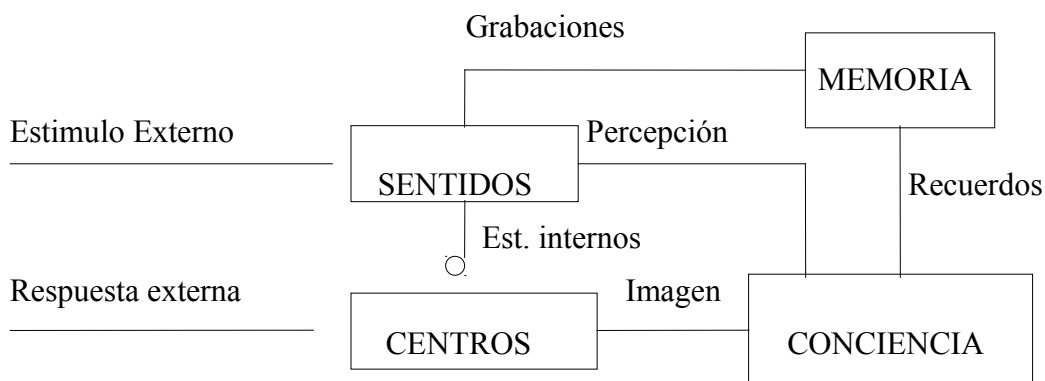 Grabaciones
MEMORIA
Estimulo Externo
Percepción
SENTIDOS
Recuerdos
Est. internos
Respuesta externa
Imagen
CENTROS
CONCIENCIA